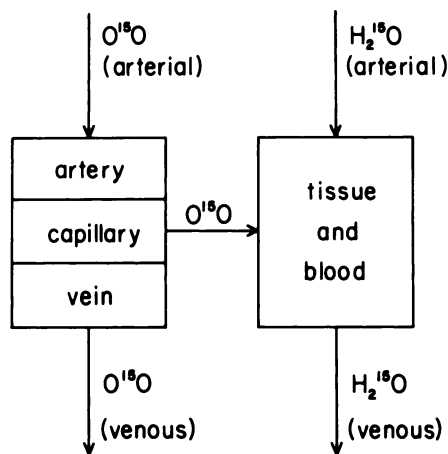 O¹⁵O
(arterial)
H₂¹⁵O
(arterial)
artery
capillary
vein
O¹⁵O
tissue
and
blood
O¹⁵O
(venous)
H₂¹⁵O
(venous)